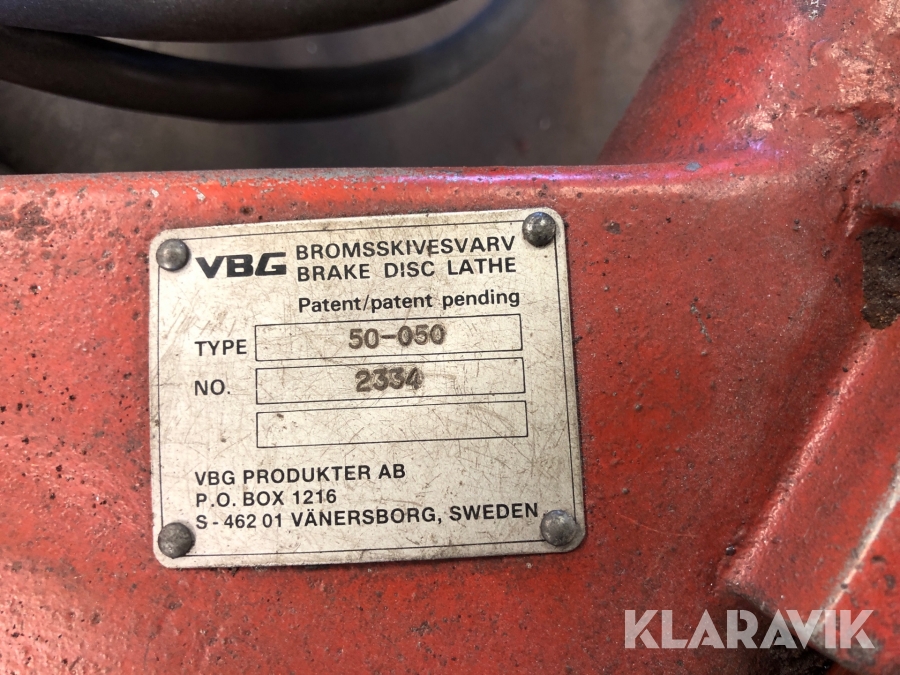 VBG BROMSSKIVESVARV
BRAKE DISC LATHE
Patent/patent pending
TYPE 50-050
NO. 2334
VBG PRODUKTER AB
P.O. BOX 1216
S-462 01 VÄNERSBORG, SWEDEN
KLARAVIK